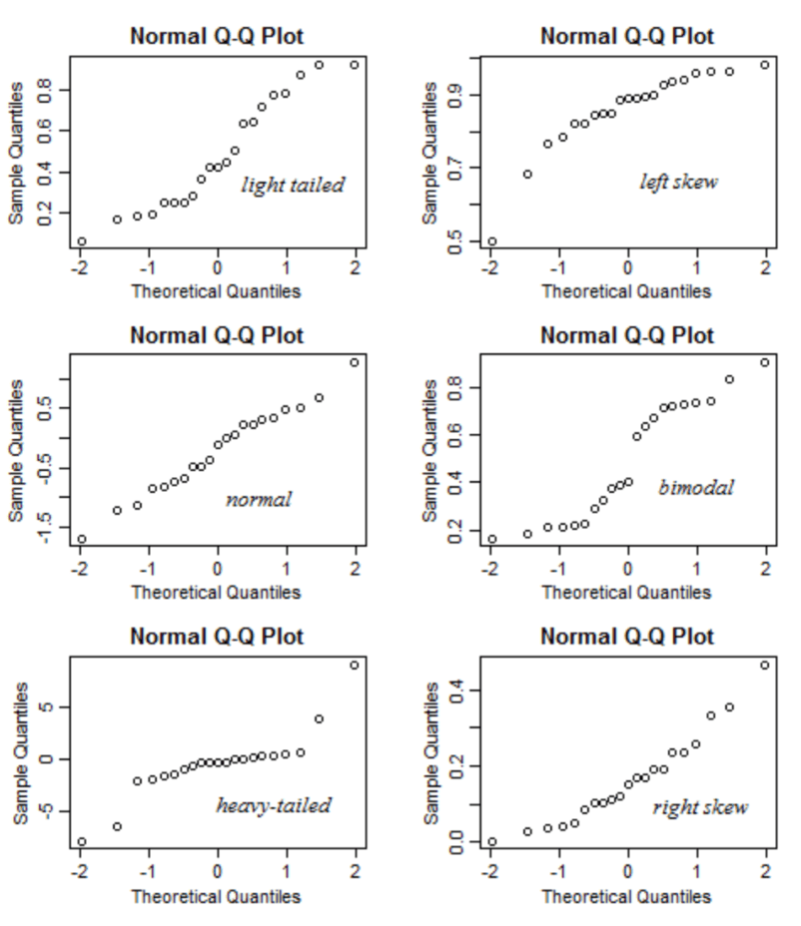 Normal Q-Q Plot
Sample Quantiles
0.2 0.4 0.6 0.8
light tailed
-2 -1 0 1 2
Theoretical Quantiles
Normal Q-Q Plot
Sample Quantiles
0.5 0.7 0.9
left skew
-2 -1 0 1 2
Theoretical Quantiles
Normal Q-Q Plot
Sample Quantiles
-1.5 -0.5 0.5
normal
-2 -1 0 1 2
Theoretical Quantiles
Normal Q-Q Plot
Sample Quantiles
0.2 0.4 0.6 0.8
bimodal
-2 -1 0 1 2
Theoretical Quantiles
Normal Q-Q Plot
Sample Quantiles
-5 0 5
heavy-tailed
-2 -1 0 1 2
Theoretical Quantiles
Normal Q-Q Plot
Sample Quantiles
0.0 0.2 0.4
right skew
-2 -1 0 1 2
Theoretical Quantiles